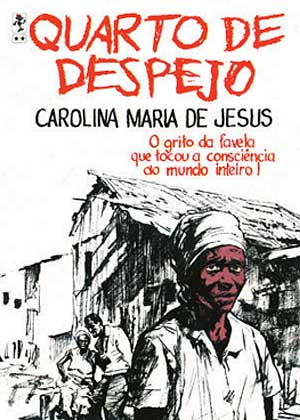 QUARTO DE
DESPEJO
CAROLINA MARIA DE JESUS
O grito da favela
que tocou a consciência
do mundo inteiro!